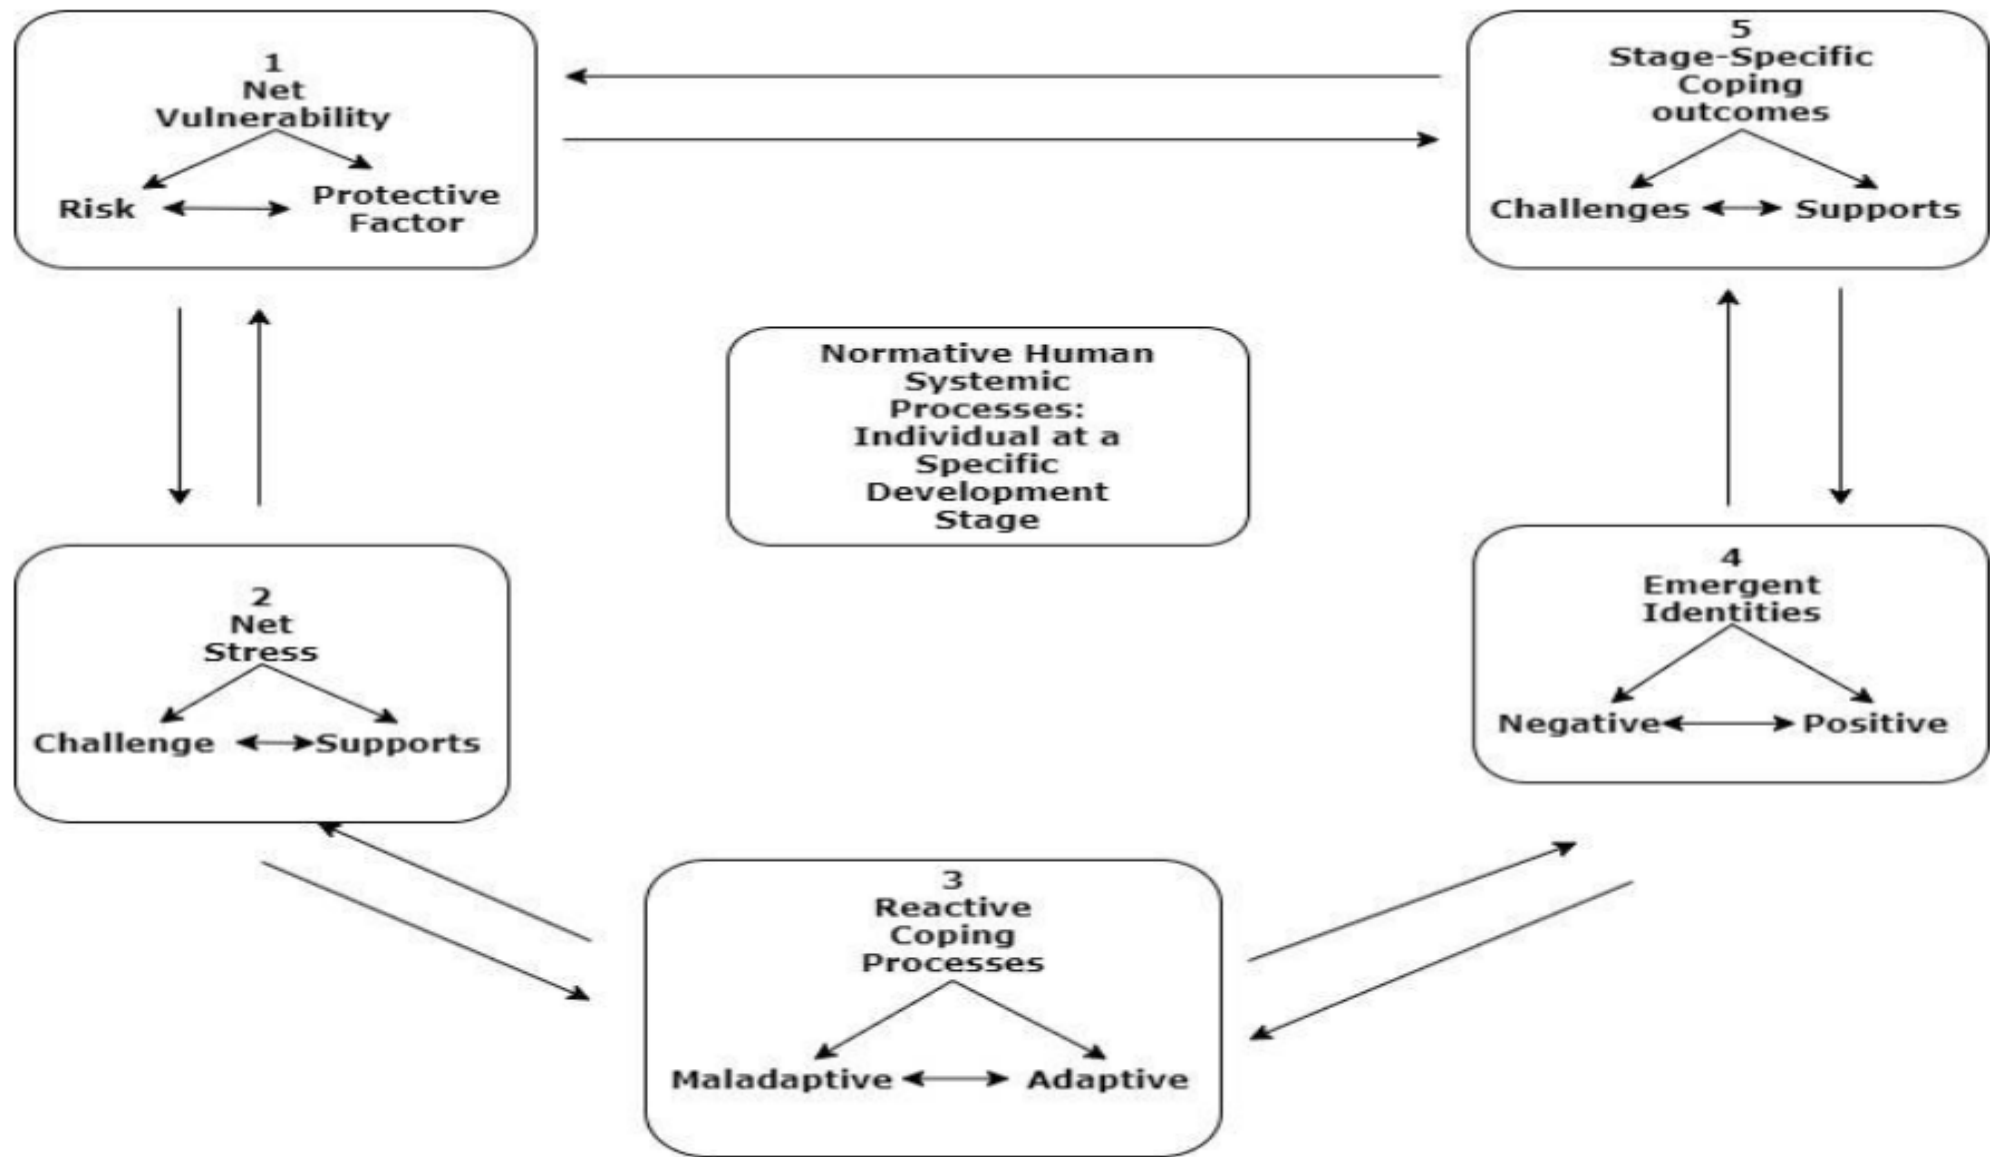 1
Net
Vulnerability
Risk
Protective
Factor
5
Stage-Specific
Coping
outcomes
Challenges
Supports
Normative Human
Systemic
Processes:
Individual at a
Specific
Development
Stage
2
Net
Stress
Challenge
Supports
4
Emergent
Identities
Negative
Positive
3
Reactive
Coping
Processes
Maladaptive
Adaptive